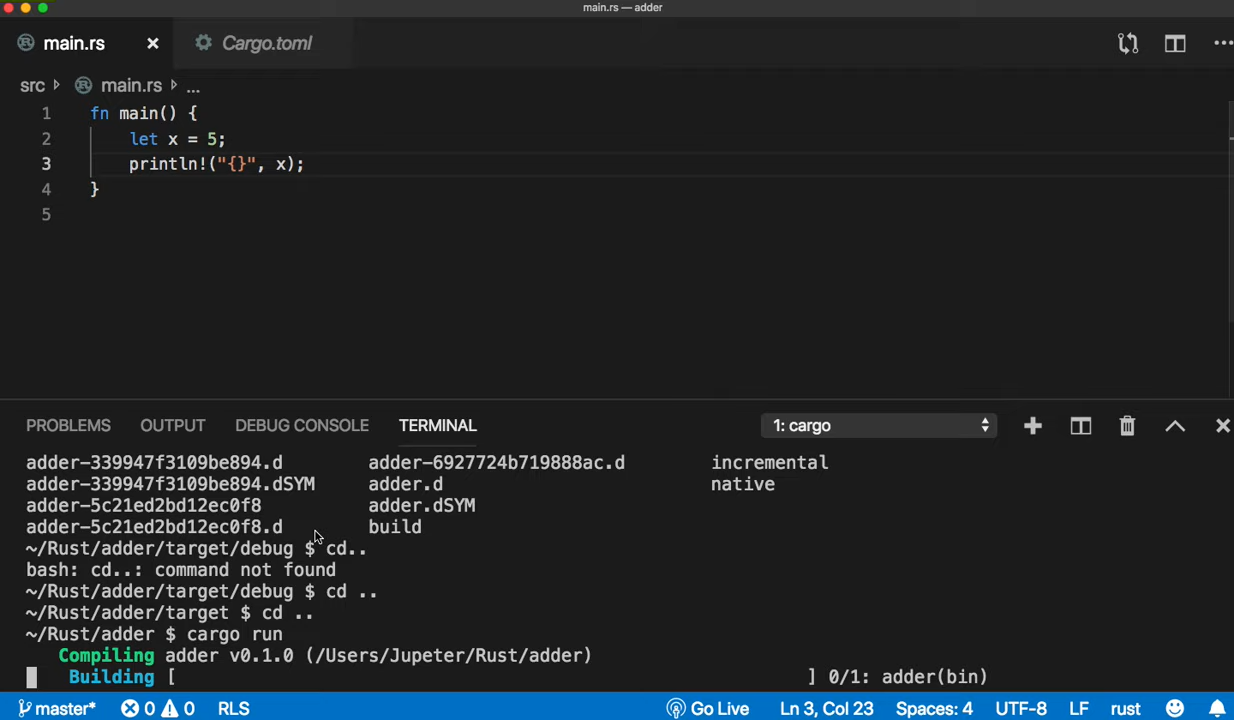 main.rs — adder
main.rs Cargo.toml
src main.rs ...
1 fn main() {
2 let x = 5;
3 println!("{}", x);
4 }
5
PROBLEMS OUTPUT DEBUG CONSOLE TERMINAL 1: cargo
adder-339947f3109be894.d adder-6927724b719888ac.d incremental
adder-339947f3109be894.dSYM adder.d native
adder-5c21ed2bd12ec0f8 adder.dSYM
adder-5c21ed2bd12ec0f8.d build
~/Rust/adder/target/debug $ cd..
bash: cd..: command not found
~/Rust/adder/target/debug $ cd ..
~/Rust/adder/target $ cd ..
~/Rust/adder $ cargo run
Compiling adder v0.1.0 (/Users/Jupeter/Rust/adder)
Building [ ] 0/1: adder(bin)
master* 0 0 RLS Go Live Ln 3, Col 23 Spaces: 4 UTF-8 LF rust